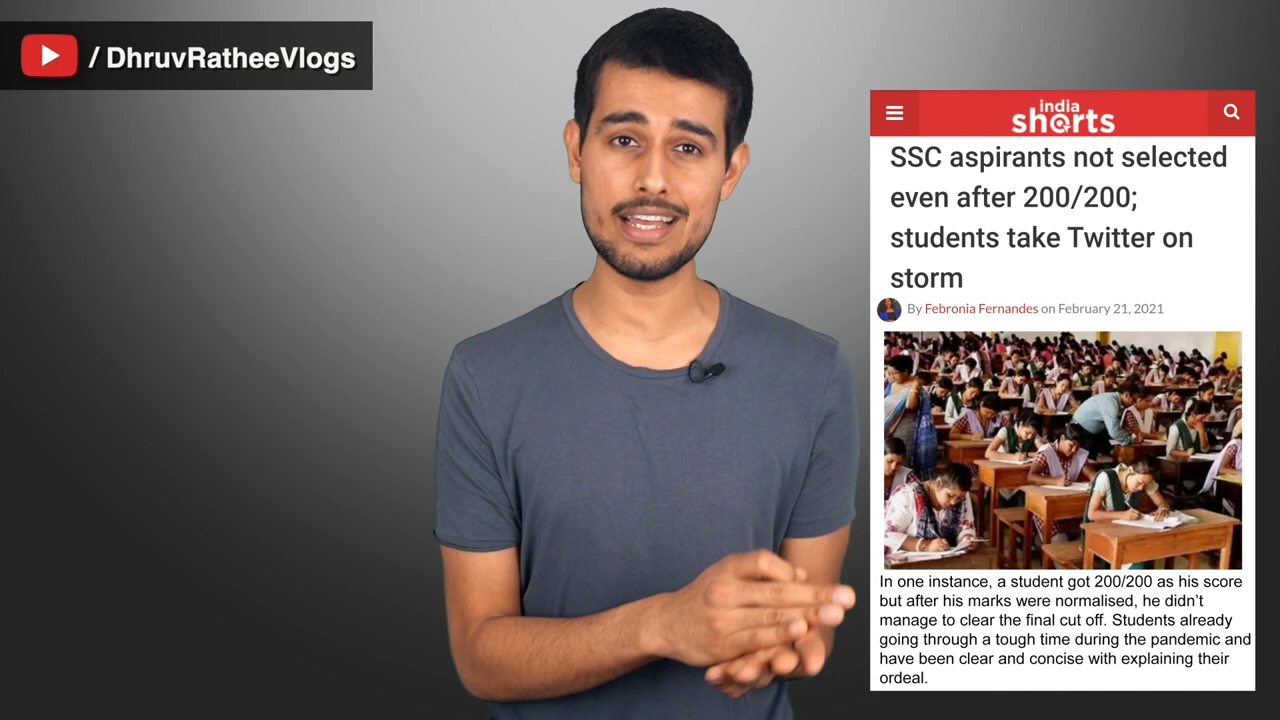 / DhruvRatheeVlogs
india
shorts
SSC aspirants not selected
even after 200/200;
students take Twitter on
storm
By Febronia Fernandes on February 21, 2021
In one instance, a student got 200/200 as his score
but after his marks were normalised, he didn't
manage to clear the final cut off. Students already
going through a tough time during the pandemic and
have been clear and concise with explaining their
ordeal.